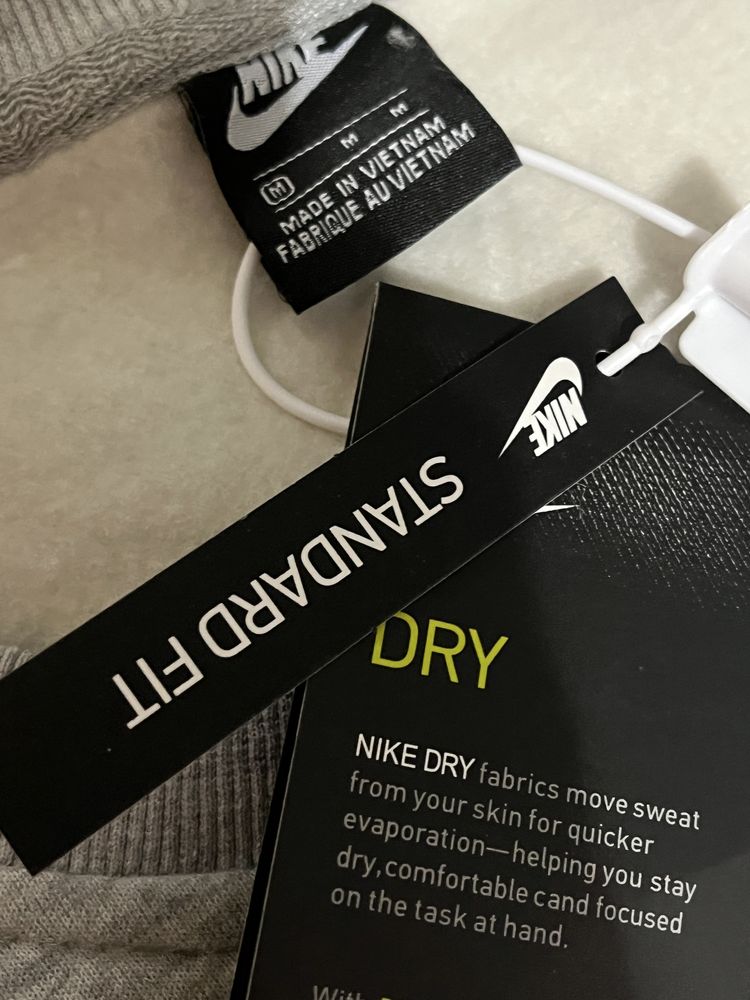 NIKE
M M M
MADE IN VIETNAM
FABRIQUE AU VIETNAM
NIKE
STANDARD FIT
DRY
NIKE DRY fabrics move sweat
from your skin for quicker
evaporation—helping you stay
dry,comfortable cand focused
on the task at hand.
With